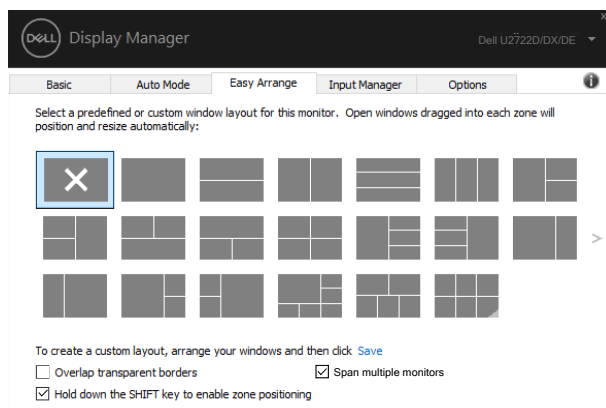 x
DELL Display Manager
Dell U2722D/DX/DE
Basic Auto Mode Easy Arrange Input Manager Options
Select a predefined or custom window layout for this monitor. Open windows dragged into each zone will
position and resize automatically:
To create a custom layout, arrange your windows and then click Save
Overlap transparent borders Span multiple monitors
Hold down the SHIFT key to enable zone positioning